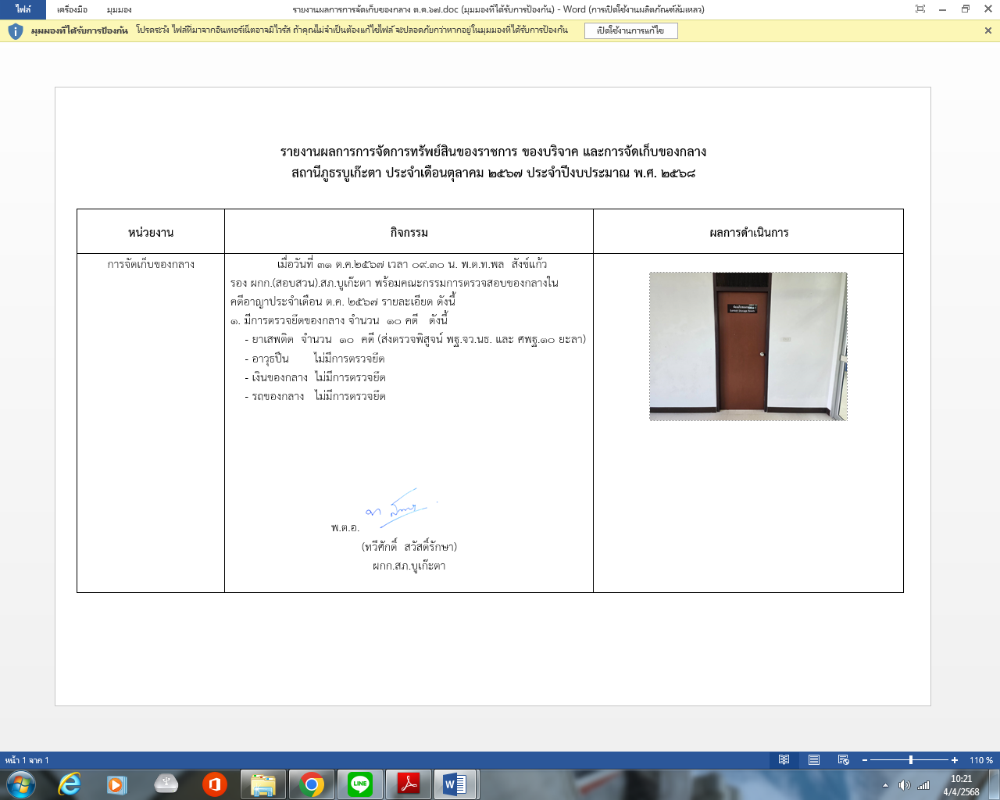 ไฟล์ เครื่องมือ มุมมอง รายงานผลการการจัดเก็บของกลาง ต.ค.๖๗.doc (มุมมองที่ได้รับการป้องกัน) - Word (การเปิดใช้งานผลิตภัณฑ์ล้มเหลว)
มุมมองที่ได้รับการป้องกัน โปรดระวัง ไฟล์ที่มาจากอินเทอร์เน็ตอาจมีไวรัส ถ้าคุณไม่จำเป็นต้องแก้ไขไฟล์ จะปลอดภัยกว่าหากอยู่ในมุมมองที่ได้รับการป้องกัน เปิดใช้งานการแก้ไข
รายงานผลการการจัดการทรัพย์สินของราชการ ของบริจาค และการจัดเก็บของกลาง
สถานีภูธรบูเก๊ะตา ประจำเดือนตุลาคม ๒๕๖๗ ประจำปีงบประมาณ พ.ศ. ๒๕๖๘
หน่วยงาน กิจกรรม ผลการดำเนินการ
การจัดเก็บของกลาง
เมื่อวันที่ ๓๑ ต.ค.๒๕๖๗ เวลา ๐๙.๓๐ น. พ.ต.ท.พล สังข์แก้ว
รอง ผกก.(สอบสวน).สภ.บูเก๊ะตา พร้อมคณะกรรมการตรวจสอบของกลางใน
คดีอาญาประจำเดือน ต.ค. ๒๕๖๗ รายละเอียด ดังนี้
๑. มีการตรวจยึดของกลาง จำนวน ๑๐ คดี ดังนี้
- ยาเสพติด จำนวน ๑๐ คดี (ส่งตรวจพิสูจน์ พฐ.จว.นธ. และ ศพฐ.๑๐ ยะลา)
- อาวุธปืน ไม่มีการตรวจยึด
- เงินของกลาง ไม่มีการตรวจยึด
- รถของกลาง ไม่มีการตรวจยึด
พ.ต.อ.
(ทวีศักดิ์ สวัสดิ์รักษา)
ผกก.สภ.บูเก๊ะตา
หน้า 1 จาก 1
110 %
LINE
10:21
4/4/2568